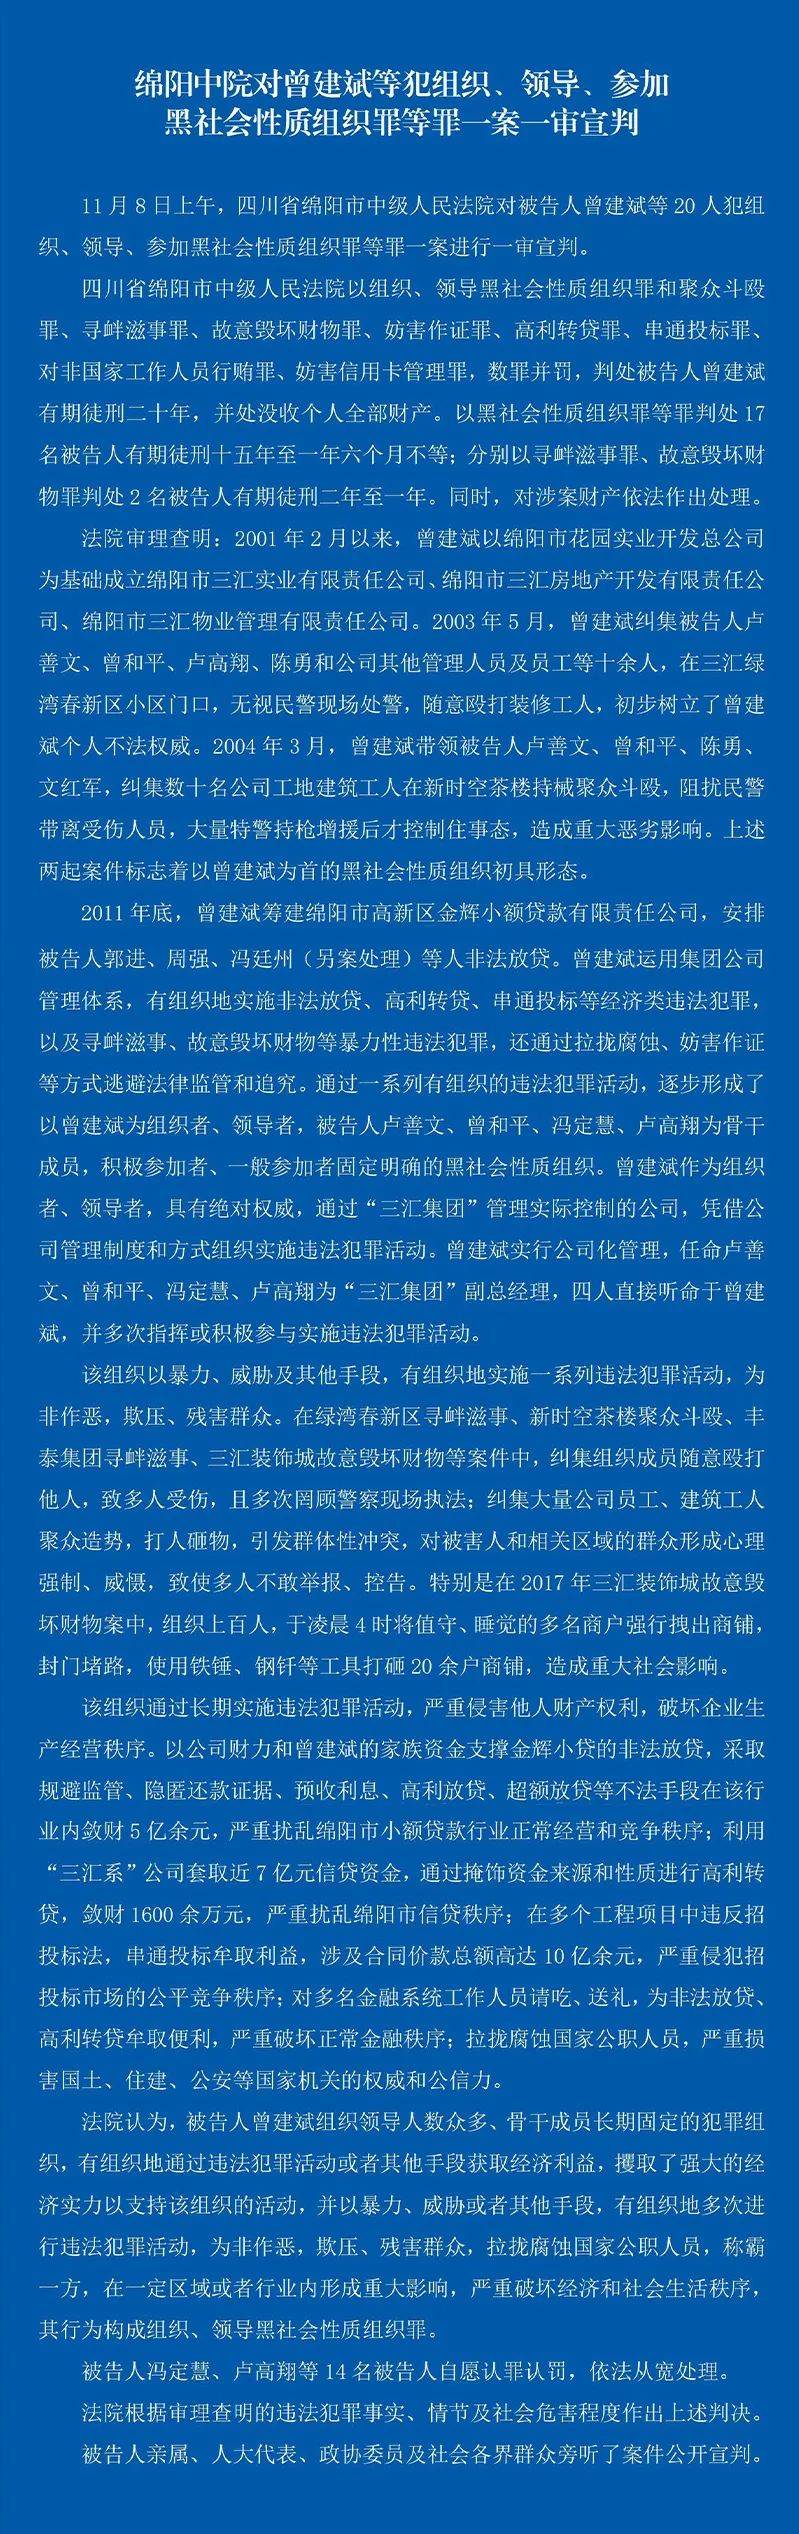 绵阳中院对曾建斌等犯组织、领导、参加
黑社会性质组织罪等罪一案一审宣判
11 月 8 日上午，四川省绵阳市中级人民法院对被告人曾建斌等 20 人犯组
织、领导、参加黑社会性质组织罪等罪一案进行一审宣判。
四川省绵阳市中级人民法院以组织、领导黑社会性质组织罪和聚众斗殴
罪、寻衅滋事罪、故意毁坏财物罪、妨害作证罪、高利转贷罪、串通投标罪、
对非国家工作人员行贿罪、妨害信用卡管理罪，数罪并罚，判处被告人曾建斌
有期徒刑二十年，并处没收个人全部财产。以黑社会性质组织罪等罪判处 17
名被告人有期徒刑十五年至一年六个月不等；分别以寻衅滋事罪、故意毁坏财
物罪判处 2 名被告人有期徒刑二年至一年。同时，对涉案财产依法作出处理。
法院审理查明：2001 年 2 月以来，曾建斌以绵阳市花园实业开发总公司
为基础成立绵阳市三汇实业有限责任公司、绵阳市三汇房地产开发有限责任公
司、绵阳市三汇物业管理有限责任公司。2003 年 5 月，曾建斌纠集被告人卢
善文、曾和平、卢高翔、陈勇和公司其他管理人员及员工等十余人，在三汇绿
湾春新区小区门口，无视民警现场处警，随意殴打装修工人，初步树立了曾建
斌个人不法权威。2004 年 3 月，曾建斌带领被告人卢善文、曾和平、陈勇、
文红军，纠集数十名公司工地建筑工人在新时空茶楼持械聚众斗殴，阻扰民警
带离受伤人员，大量特警持枪增援后才控制住事态，造成重大恶劣影响。上述
两起案件标志着以曾建斌为首的黑社会性质组织初具形态。
2011 年底，曾建斌筹建绵阳市高新区金辉小额贷款有限责任公司，安排
被告人郭进、周强、冯廷州（另案处理）等人非法放贷。曾建斌运用集团公司
管理体系，有组织地实施非法放贷、高利转贷、串通投标等经济类违法犯罪，
以及寻衅滋事、故意毁坏财物等暴力性违法犯罪，还通过拉拢腐蚀、妨害作证
等方式逃避法律监管和追究。通过一系列有组织的违法犯罪活动，逐步形成了
以曾建斌为组织者、领导者，被告人卢善文、曾和平、冯定慧、卢高翔为骨干
成员，积极参加者、一般参加者固定明确的黑社会性质组织。曾建斌作为组织
者、领导者，具有绝对权威，通过“三汇集团”管理实际控制的公司，凭借公
司管理制度和方式组织实施违法犯罪活动。曾建斌实行公司化管理，任命卢善
文、曾和平、冯定慧、卢高翔为“三汇集团”副总经理，四人直接听命于曾建
斌，并多次指挥或积极参与实施违法犯罪活动。
该组织以暴力、威胁及其他手段，有组织地实施一系列违法犯罪活动，为
非作恶，欺压、残害群众。在绿湾春新区寻衅滋事、新时空茶楼聚众斗殴、丰
泰集团寻衅滋事、三汇装饰城故意毁坏财物等案件中，纠集组织成员随意殴打
他人，致多人受伤，且多次罔顾警察现场执法；纠集大量公司员工、建筑工人
聚众造势，打人砸物，引发群体性冲突，对被害人和相关区域的群众形成心理
强制、威慑，致使多人不敢举报、控告。特别是在 2017 年三汇装饰城故意毁
坏财物案中，组织上百人，于凌晨 4 时将值守、睡觉的多名商户强行拽出商铺，
封门堵路，使用铁锤、钢钎等工具打砸 20 余户商铺，造成重大社会影响。
该组织通过长期实施违法犯罪活动，严重侵害他人财产权利，破坏企业生
产经营秩序。以公司财力和曾建斌的家族资金支撑金辉小贷的非法放贷，采取
规避监管、隐匿还款证据、预收利息、高利放贷、超额放贷等不法手段在该行
业内敛财 5 亿余元，严重扰乱绵阳市小额贷款行业正常经营和竞争秩序；利用
“三汇系”公司套取近 7 亿元信贷资金，通过掩饰资金来源和性质进行高利转
贷，敛财 1600 余万元，严重扰乱绵阳市信贷秩序；在多个工程项目中违反招
投标法，串通投标牟取利益，涉及合同价款总额高达 10 亿余元，严重侵犯招
投标市场的公平竞争秩序；对多名金融系统工作人员请吃、送礼，为非法放贷、
高利转贷牟取便利，严重破坏正常金融秩序；拉拢腐蚀国家公职人员，严重损
害国土、住建、公安等国家机关的权威和公信力。
法院认为，被告人曾建斌组织领导人数众多、骨干成员长期固定的犯罪组
织，有组织地通过违法犯罪活动或者其他手段获取经济利益，攫取了强大的经
济实力以支持该组织的活动，并以暴力、威胁或者其他手段，有组织地多次进
行违法犯罪活动，为非作恶，欺压、残害群众，拉拢腐蚀国家公职人员，称霸
一方，在一定区域或者行业内形成重大影响，严重破坏经济和社会生活秩序，
其行为构成组织、领导黑社会性质组织罪。
被告人冯定慧、卢高翔等 14 名被告人自愿认罪认罚，依法从宽处理。
法院根据审理查明的违法犯罪事实、情节及社会危害程度作出上述判决。
被告人亲属、人大代表、政协委员及社会各界群众旁听了案件公开宣判。